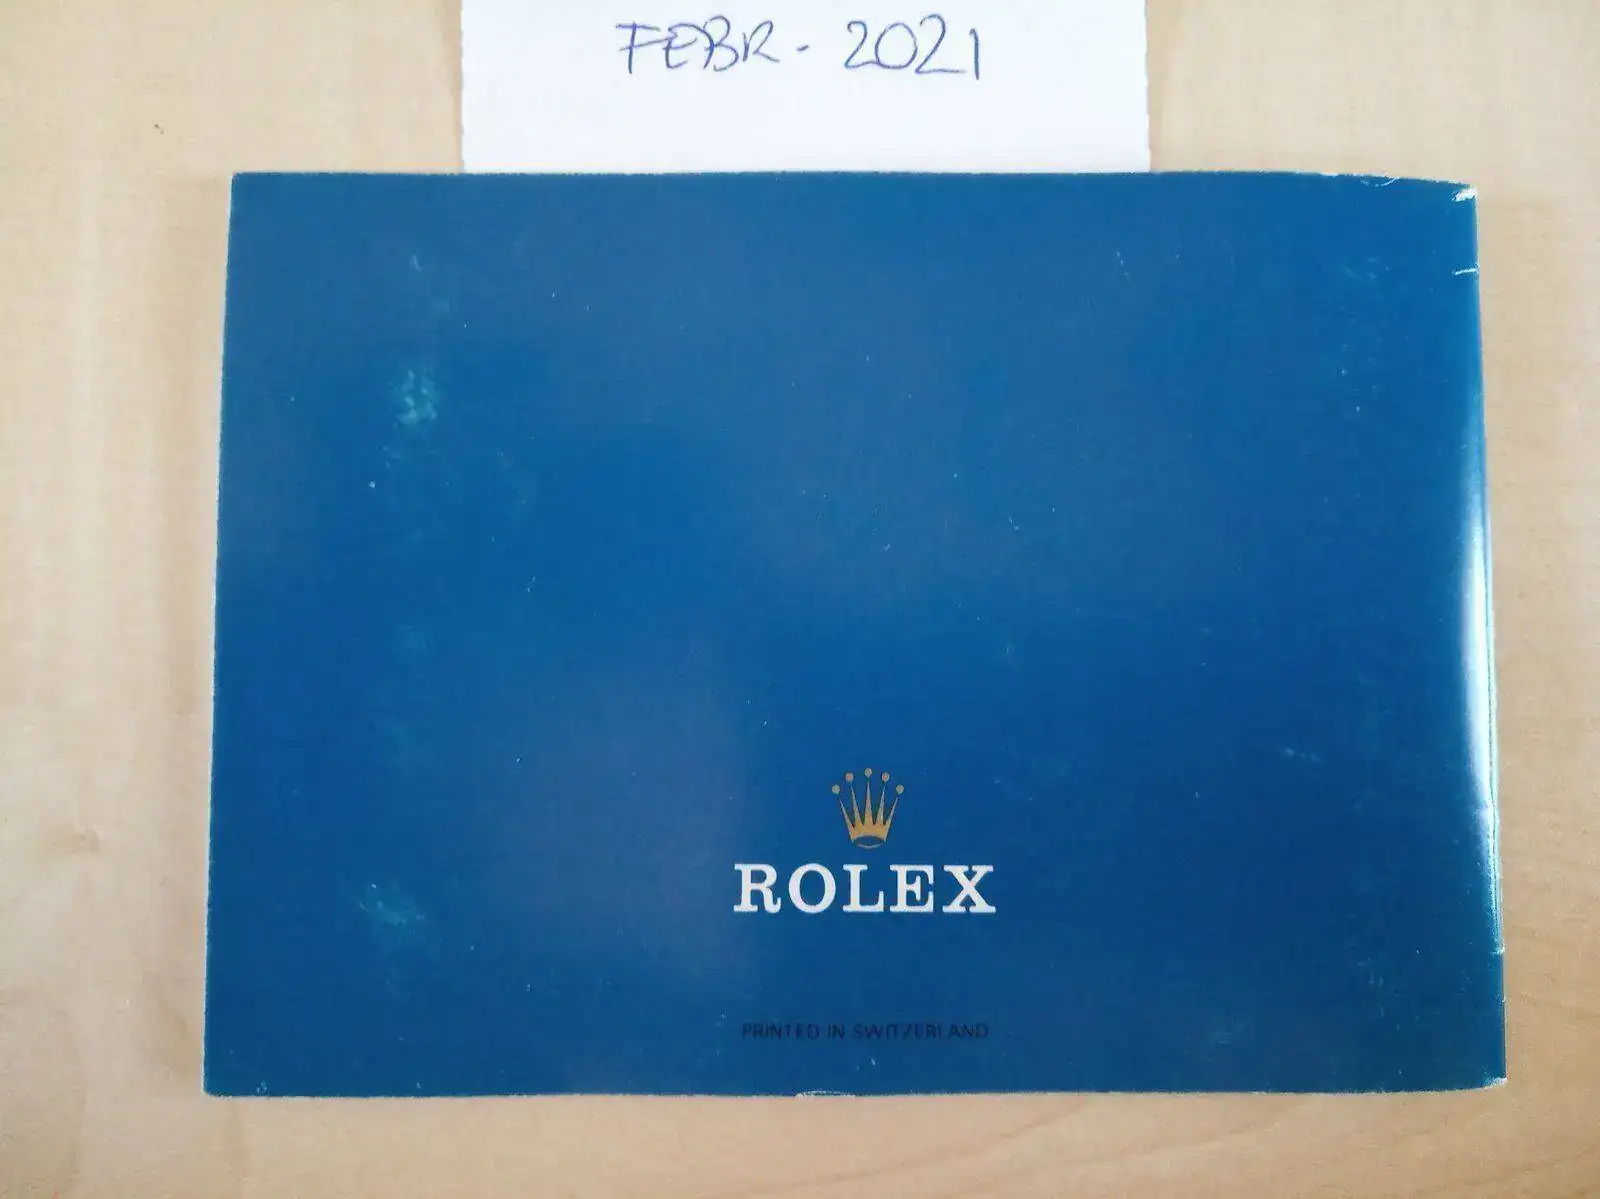 FEBR - 2021
ROLEX
PRINTED IN SWITZERLAND